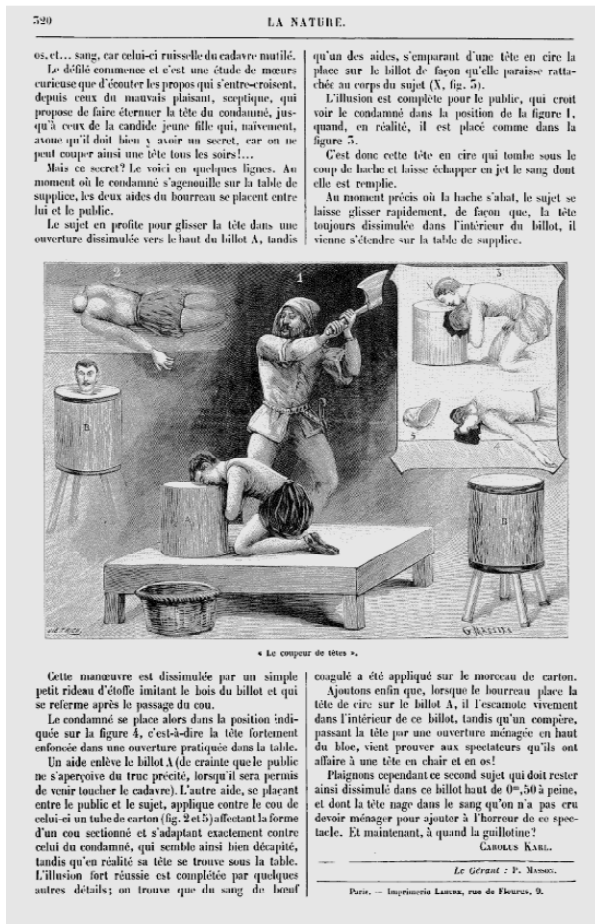 320
LA NATURE.
os, et... sang, car celui-ci ruisselle du cadavre mutilé.
Le défilé commence et c'est une étude de mœurs
curieuse que d'écouter les propos qui s'entre-croisent,
depuis ceux du mauvais plaisant, sceptique, qui
propose de faire éternuer la tête du condamné, jus-
qu'à ceux de la candide jeune fille qui, naïvement,
avoue qu'il doit bien y avoir un secret, car on ne
peut couper ainsi une tête tous les soirs!...
Mais ce secret? Le voici en quelques lignes. Au
moment où le condamné s'agenouille sur la table de
supplice, les deux aides du bourreau se placent entre
lui et le public.
Le sujet en profite pour glisser la tête dans une
ouverture dissimulée vers le haut du billot A, tandis
qu'un des aides, s'emparant d'une tête en cire la
place sur le billot de façon qu'elle paraisse ratta-
chée au corps du sujet (X, fig. 3).
L'illusion est complète pour le public, qui croit
voir le condamné dans la position de la figure 1,
quand, en réalité, il est placé comme dans la
figure 3.
C'est donc cette tête en cire qui tombe sous le
coup de hache et laisse échapper en jet le sang dont
elle est remplie.
Au moment précis où la hache s'abat, le sujet se
laisse glisser rapidement, de façon que, la tête
toujours dissimulée dans l'intérieur du billot, il
vienne s'étendre sur la table de supplice.
2
1
3
X
B
5
4
A
B
« Le coupeur de têtes ».
Cette manœuvre est dissimulée par un simple
petit rideau d'étoffe imitant le bois du billot et qui
se referme après le passage du cou.
Le condamné se place alors dans la position indi-
quée sur la figure 4, c'est-à-dire la tête fortement
enfoncée dans une ouverture pratiquée dans la table.
Un aide enlève le billot A (de crainte que le public
ne s'aperçoive du truc précité, lorsqu'il sera permis
de venir toucher le cadavre). L'autre aide, se plaçant
entre le public et le sujet, applique contre le cou de
celui-ci un tube de carton (fig. 2 et 5) affectant la forme
d'un cou sectionné et s'adaptant exactement contre
celui du condamné, qui semble ainsi bien décapité,
tandis qu'en réalité sa tête se trouve sous la table.
L'illusion fort réussie est complétée par quelques
autres détails; on trouve que du sang de bœuf
coagulé a été appliqué sur le morceau de carton.
Ajoutons enfin que, lorsque le bourreau place la
tête de cire sur le billot A, il l'escamote vivement
dans l'intérieur de ce billot, tandis qu'un compère,
passant la tête par une ouverture ménagée en haut
du bloc, vient prouver aux spectateurs qu'ils ont
affaire à une tête en chair et en os!
Plaignons cependant ce second sujet qui doit rester
ainsi dissimulé dans ce billot haut de 0m,50 à peine,
et dont la tête nage dans le sang qu'on n'a pas cru
devoir ménager pour ajouter à l'horreur de ce spec-
tacle. Et maintenant, à quand la guillotine?
CAROLUS KARL.
Le Gérant : P. MASSON.
Paris. — Imprimerie LAHURE, rue de Fleurus, 9.